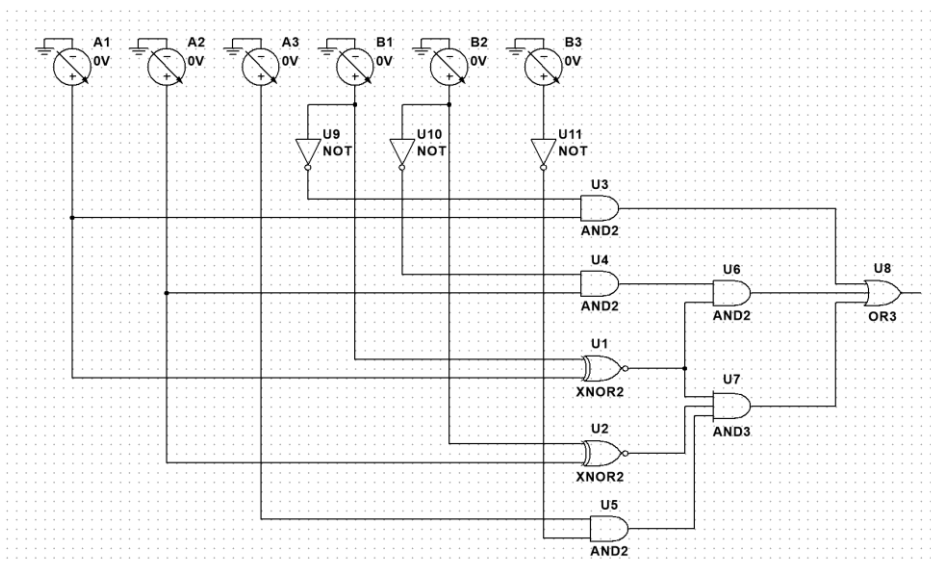 A1 A2 A3 B1 B2 B3
0V 0V 0V 0V 0V 0V
U9 U10 U11
NOT NOT NOT
U3
AND2
U4
AND2
U6
AND2
U8
OR3
U1
XNOR2
U7
AND3
U2
XNOR2
U5
AND2